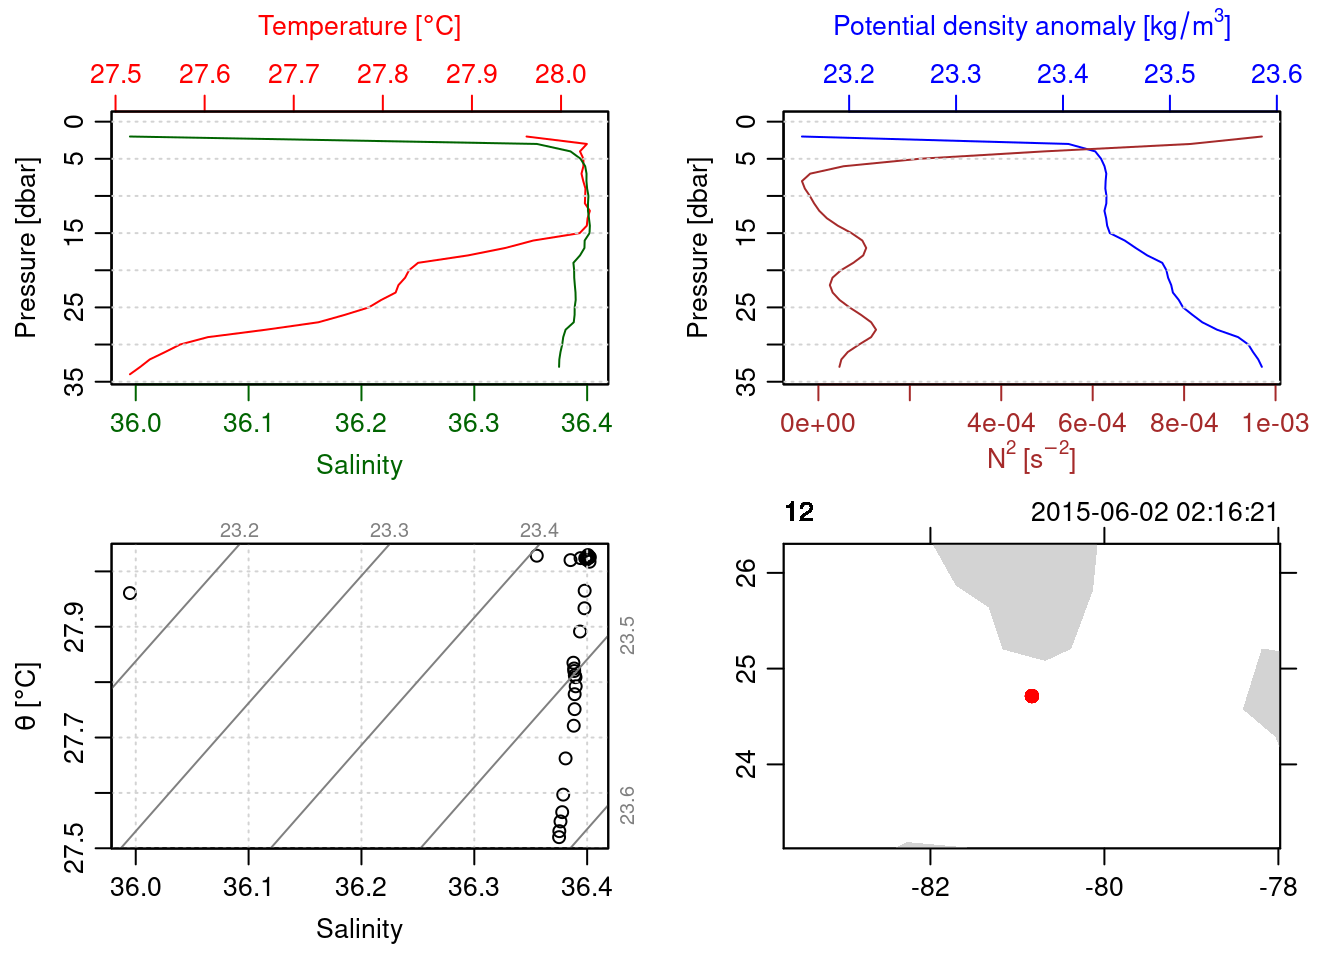 Temperature [°C]
27.5 27.6 27.7 27.8 27.9 28.0
0
5
15
25
35
Pressure [dbar]
36.0 36.1 36.2 36.3 36.4
Salinity
Potential density anomaly [kg/m³]
23.2 23.3 23.4 23.5 23.6
0
5
15
25
35
Pressure [dbar]
0e+00 4e-04 6e-04 8e-04 1e-03
N² [s⁻²]
23.2 23.3 23.4
23.5
23.6
27.9
27.7
27.5
θ [°C]
36.0 36.1 36.2 36.3 36.4
Salinity
12 2015-06-02 02:16:21
26
25
24
-82 -80 -78